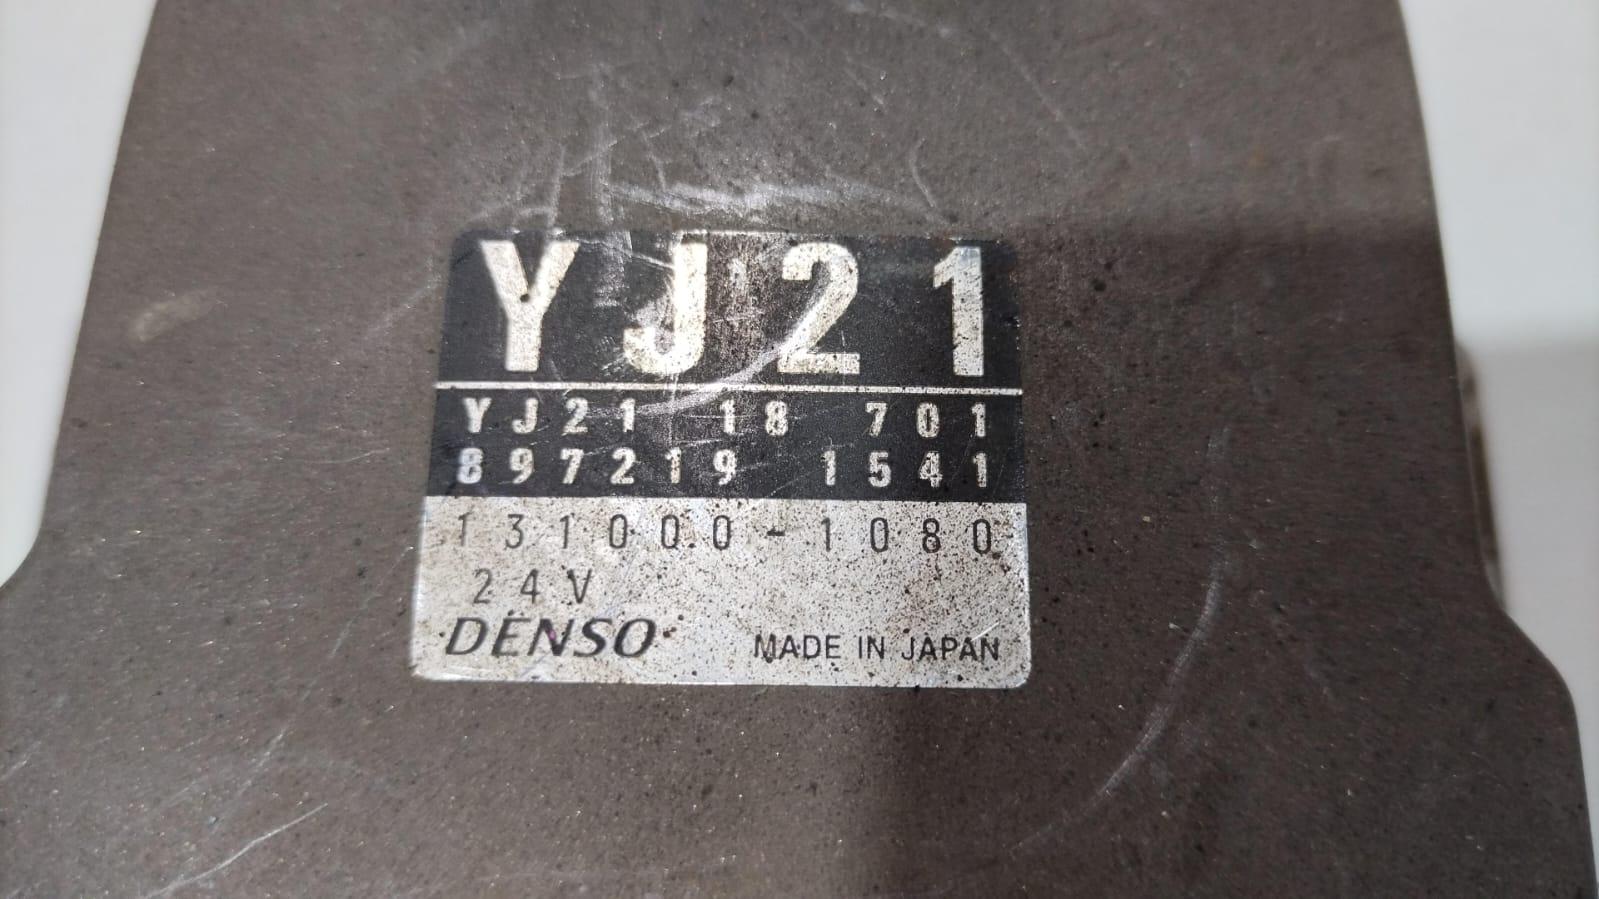 YJ21
YJ21 18 701
897219 1541
131000-1080
24V
DENSO MADE IN JAPAN